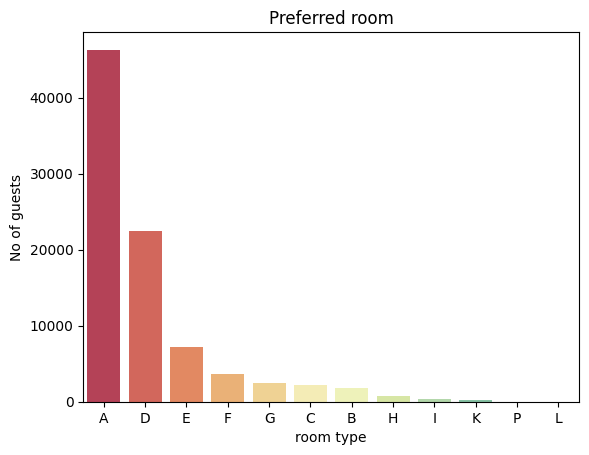 Preferred room
No of guests
40000
30000
20000
10000
0
A D E F G C B H I K P L
room type